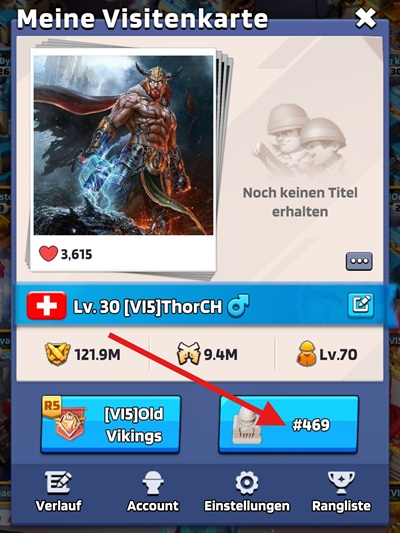 Meine Visitenkarte
Noch keinen Titel
erhalten
3,615
Lv. 30 [VI5]ThorCH
121.9M
9.4M
Lv.70
R5
[VI5]Old
Vikings
#469
Verlauf
Account
Einstellungen
Rangliste